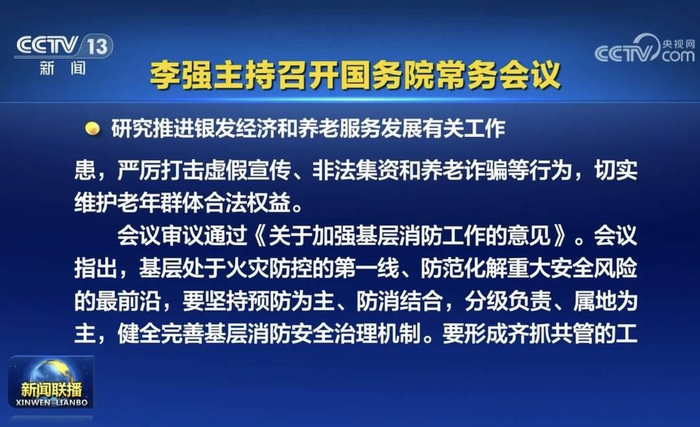 CCTV 13
新闻
央视网
CCTV.com
李强主持召开国务院常务会议
研究推进银发经济和养老服务发展有关工作
患，严厉打击虚假宣传、非法集资和养老诈骗等行为，切实
维护老年群体合法权益。
会议审议通过《关于加强基层消防工作的意见》。会议
指出，基层处于火灾防控的第一线、防范化解重大安全风险
的最前沿，要坚持预防为主、防消结合，分级负责、属地为
主，健全完善基层消防安全治理机制。要形成齐抓共管的工
新闻联播
XINWEN LIANBO